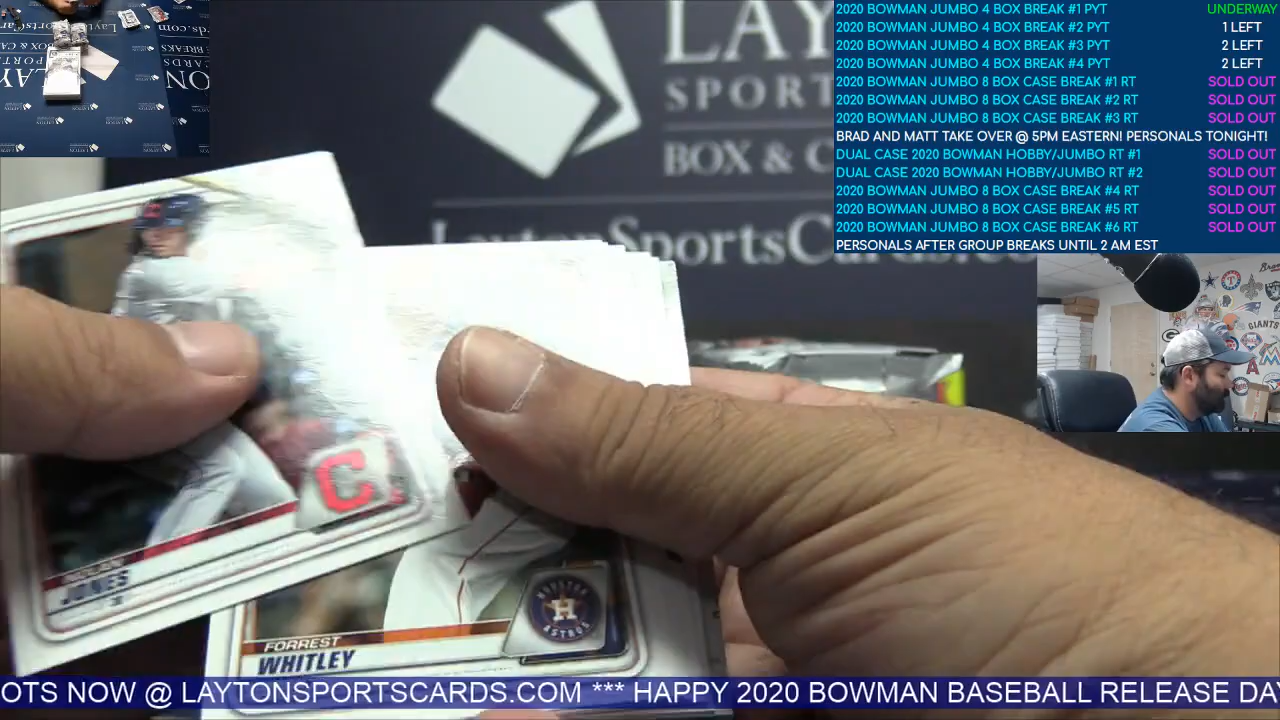 2020 BOWMAN JUMBO 4 BOX BREAK #1 PYT UNDERWAY
2020 BOWMAN JUMBO 4 BOX BREAK #2 PYT 1 LEFT
2020 BOWMAN JUMBO 4 BOX BREAK #3 PYT 2 LEFT
2020 BOWMAN JUMBO 4 BOX BREAK #4 PYT 2 LEFT
2020 BOWMAN JUMBO 8 BOX CASE BREAK #1 RT SOLD OUT
2020 BOWMAN JUMBO 8 BOX CASE BREAK #2 RT SOLD OUT
2020 BOWMAN JUMBO 8 BOX CASE BREAK #3 RT SOLD OUT
BRAD AND MATT TAKE OVER @ 5PM EASTERN! PERSONALS TONIGHT!
DUAL CASE 2020 BOWMAN HOBBY/JUMBO RT #1 SOLD OUT
DUAL CASE 2020 BOWMAN HOBBY/JUMBO RT #2 SOLD OUT
2020 BOWMAN JUMBO 8 BOX CASE BREAK #4 RT SOLD OUT
2020 BOWMAN JUMBO 8 BOX CASE BREAK #5 RT SOLD OUT
2020 BOWMAN JUMBO 8 BOX CASE BREAK #6 RT SOLD OUT
PERSONALS AFTER GROUP BREAKS UNTIL 2 AM EST
LAY
SPORT
BOX & C
LaytonSportsC
C
NOLAN
JONES
HOUSTON
H
ASTROS
FORREST
WHITLEY
GIANTS
OTS NOW @ LAYTONSPORTSCARDS.COM *** HAPPY 2020 BOWMAN BASEBALL RELEASE DAY